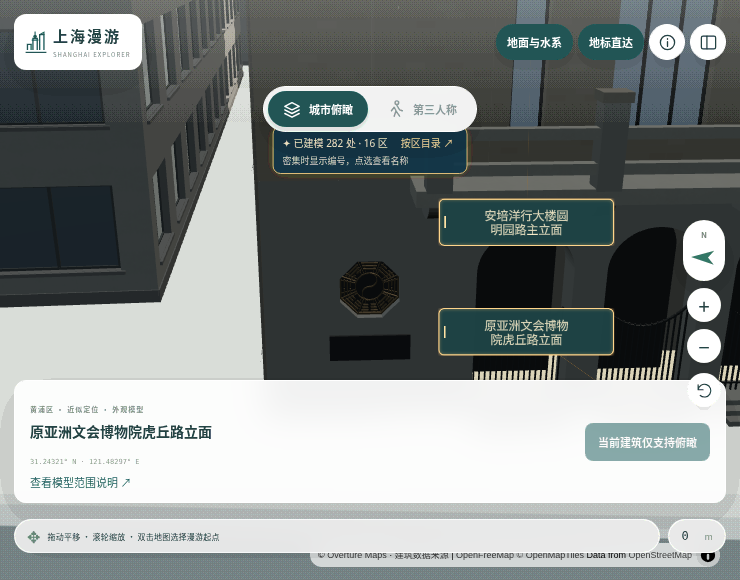 上海漫游
SHANGHAI EXPLORER
地面与水系
地标直达
城市俯瞰
第三人称
✦ 已建模 282 处 · 16 区 按区目录 ↗
密集时显示编号，点选查看名称
安培洋行大楼圆
明园路主立面
N
原亚洲文会博物
院虎丘路立面
+
−
黄浦区 · 近似定位 · 外观模型
原亚洲文会博物院虎丘路立面
当前建筑仅支持俯瞰
31.24321° N · 121.48297° E
查看模型范围说明 ↗
拖动平移 · 滚轮缩放 · 双击地图选择漫游起点
0 m
© Overture Maps · 建筑数据来源 | OpenFreeMap © OpenMapTiles Data from OpenStreetMap